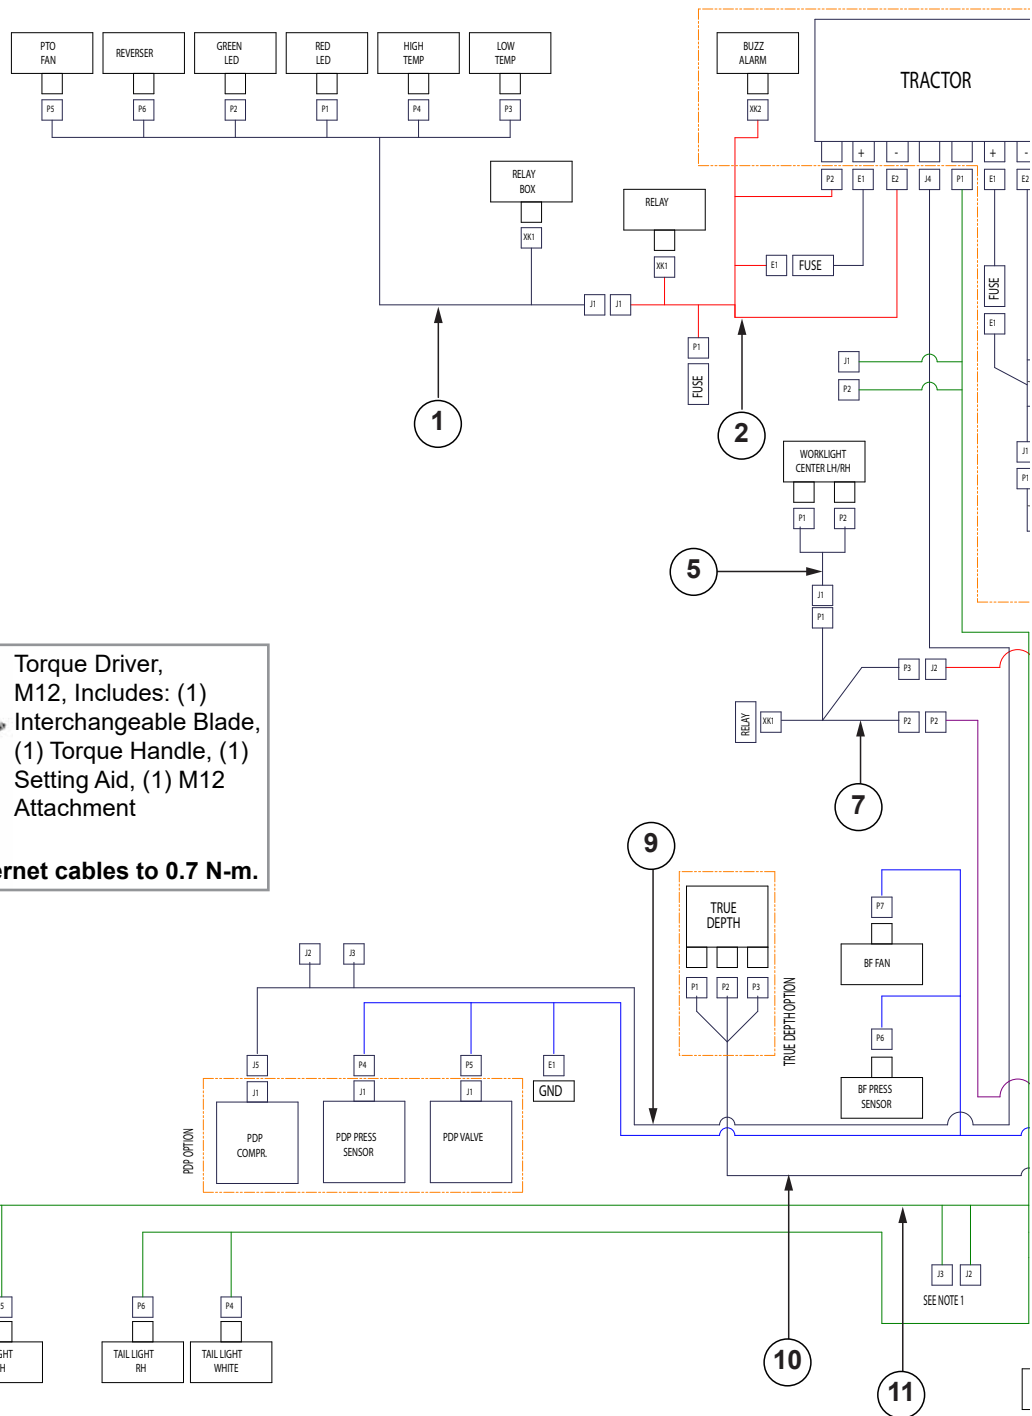 PTO
FAN
REVERSER
GREEN
LED
RED
LED
HIGH
TEMP
LOW
TEMP
BUZZ
ALARM
TRACTOR
P5
P6
P2
P1
P4
P3
XK2
+
-
+
-
P2
E1
E2
J4
P1
E1
E2
RELAY
BOX
XK1
RELAY
XK1
E1
FUSE
FUSE
E1
J1
J1
P1
FUSE
J1
P2
1
2
WORKLIGHT
CENTER LH/RH
P1
P2
J1
P1
5
J1
P1
P3
J2
RELAY
XK1
P2
P2
7
Torque Driver,
M12, Includes: (1)
Interchangeable Blade,
(1) Torque Handle, (1)
Setting Aid, (1) M12
Attachment
ernet cables to 0.7 N-m.
9
TRUE
DEPTH
P1
P2
P3
TRUE DEPTH OPTION
P7
BF FAN
P6
BF PRESS
SENSOR
J2
J3
J5
P4
P5
E1
GND
J1
J1
J1
PDP
COMPR.
PDP PRESS
SENSOR
PDP VALVE
PDP OPTION
J3
J2
SEE NOTE 1
5
P6
P4
GHT
H
TAIL LIGHT
RH
TAIL LIGHT
WHITE
10
11